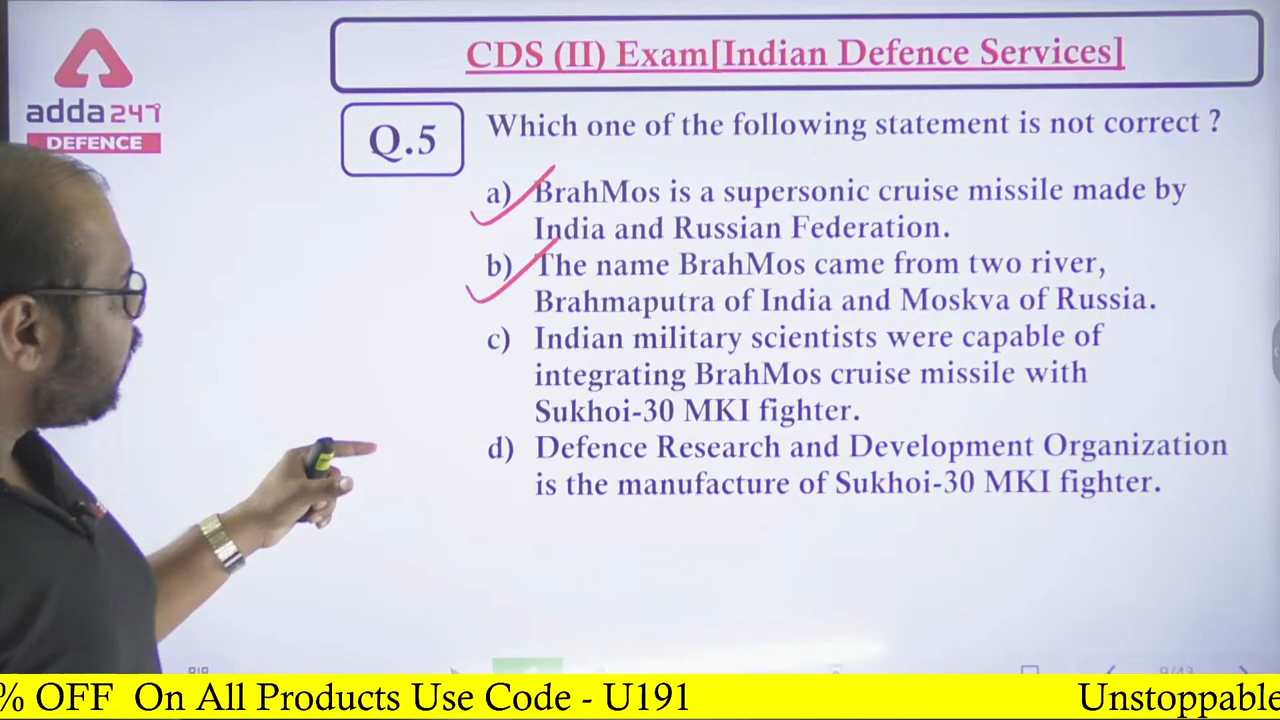 adda247
DEFENCE
CDS (II) Exam[Indian Defence Services]
Q.5
Which one of the following statement is not correct ?
a) BrahMos is a supersonic cruise missile made by
India and Russian Federation.
b) The name BrahMos came from two river,
Brahmaputra of India and Moskva of Russia.
c) Indian military scientists were capable of
integrating BrahMos cruise missile with
Sukhoi-30 MKI fighter.
d) Defence Research and Development Organization
is the manufacture of Sukhoi-30 MKI fighter.
% OFF On All Products Use Code - U191
Unstoppable